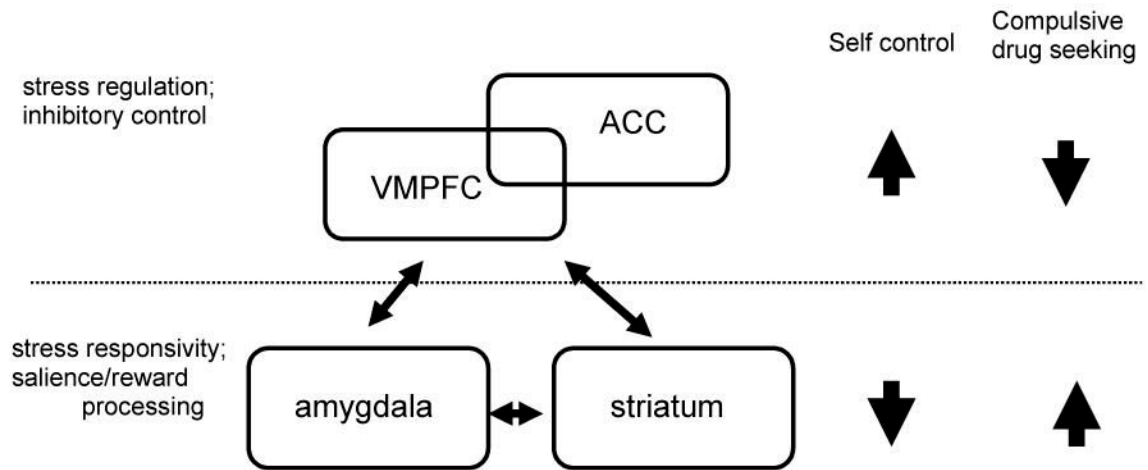 Self control
Compulsive
drug seeking
stress regulation;
inhibitory control
ACC
VMPFC
stress responsivity;
salience/reward
processing
amygdala
striatum